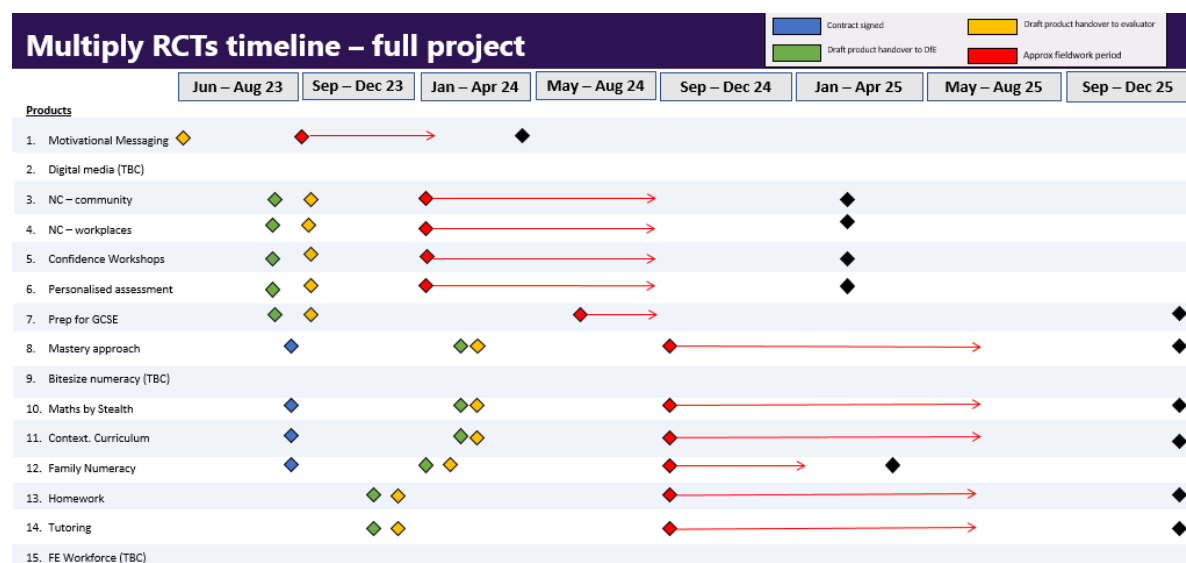 Multiply RCTs timeline – full project
Contract signed
Draft product handover to evaluator
Draft product handover to DfE
Approx fieldwork period
Jun – Aug 23
Sep – Dec 23
Jan – Apr 24
May – Aug 24
Sep – Dec 24
Jan – Apr 25
May – Aug 25
Sep – Dec 25
Products
1. Motivational Messaging
2. Digital media (TBC)
3. NC – community
4. NC – workplaces
5. Confidence Workshops
6. Personalised assessment
7. Prep for GCSE
8. Mastery approach
9. Bitesize numeracy (TBC)
10. Maths by Stealth
11. Context. Curriculum
12. Family Numeracy
13. Homework
14. Tutoring
15. FE Workforce (TBC)